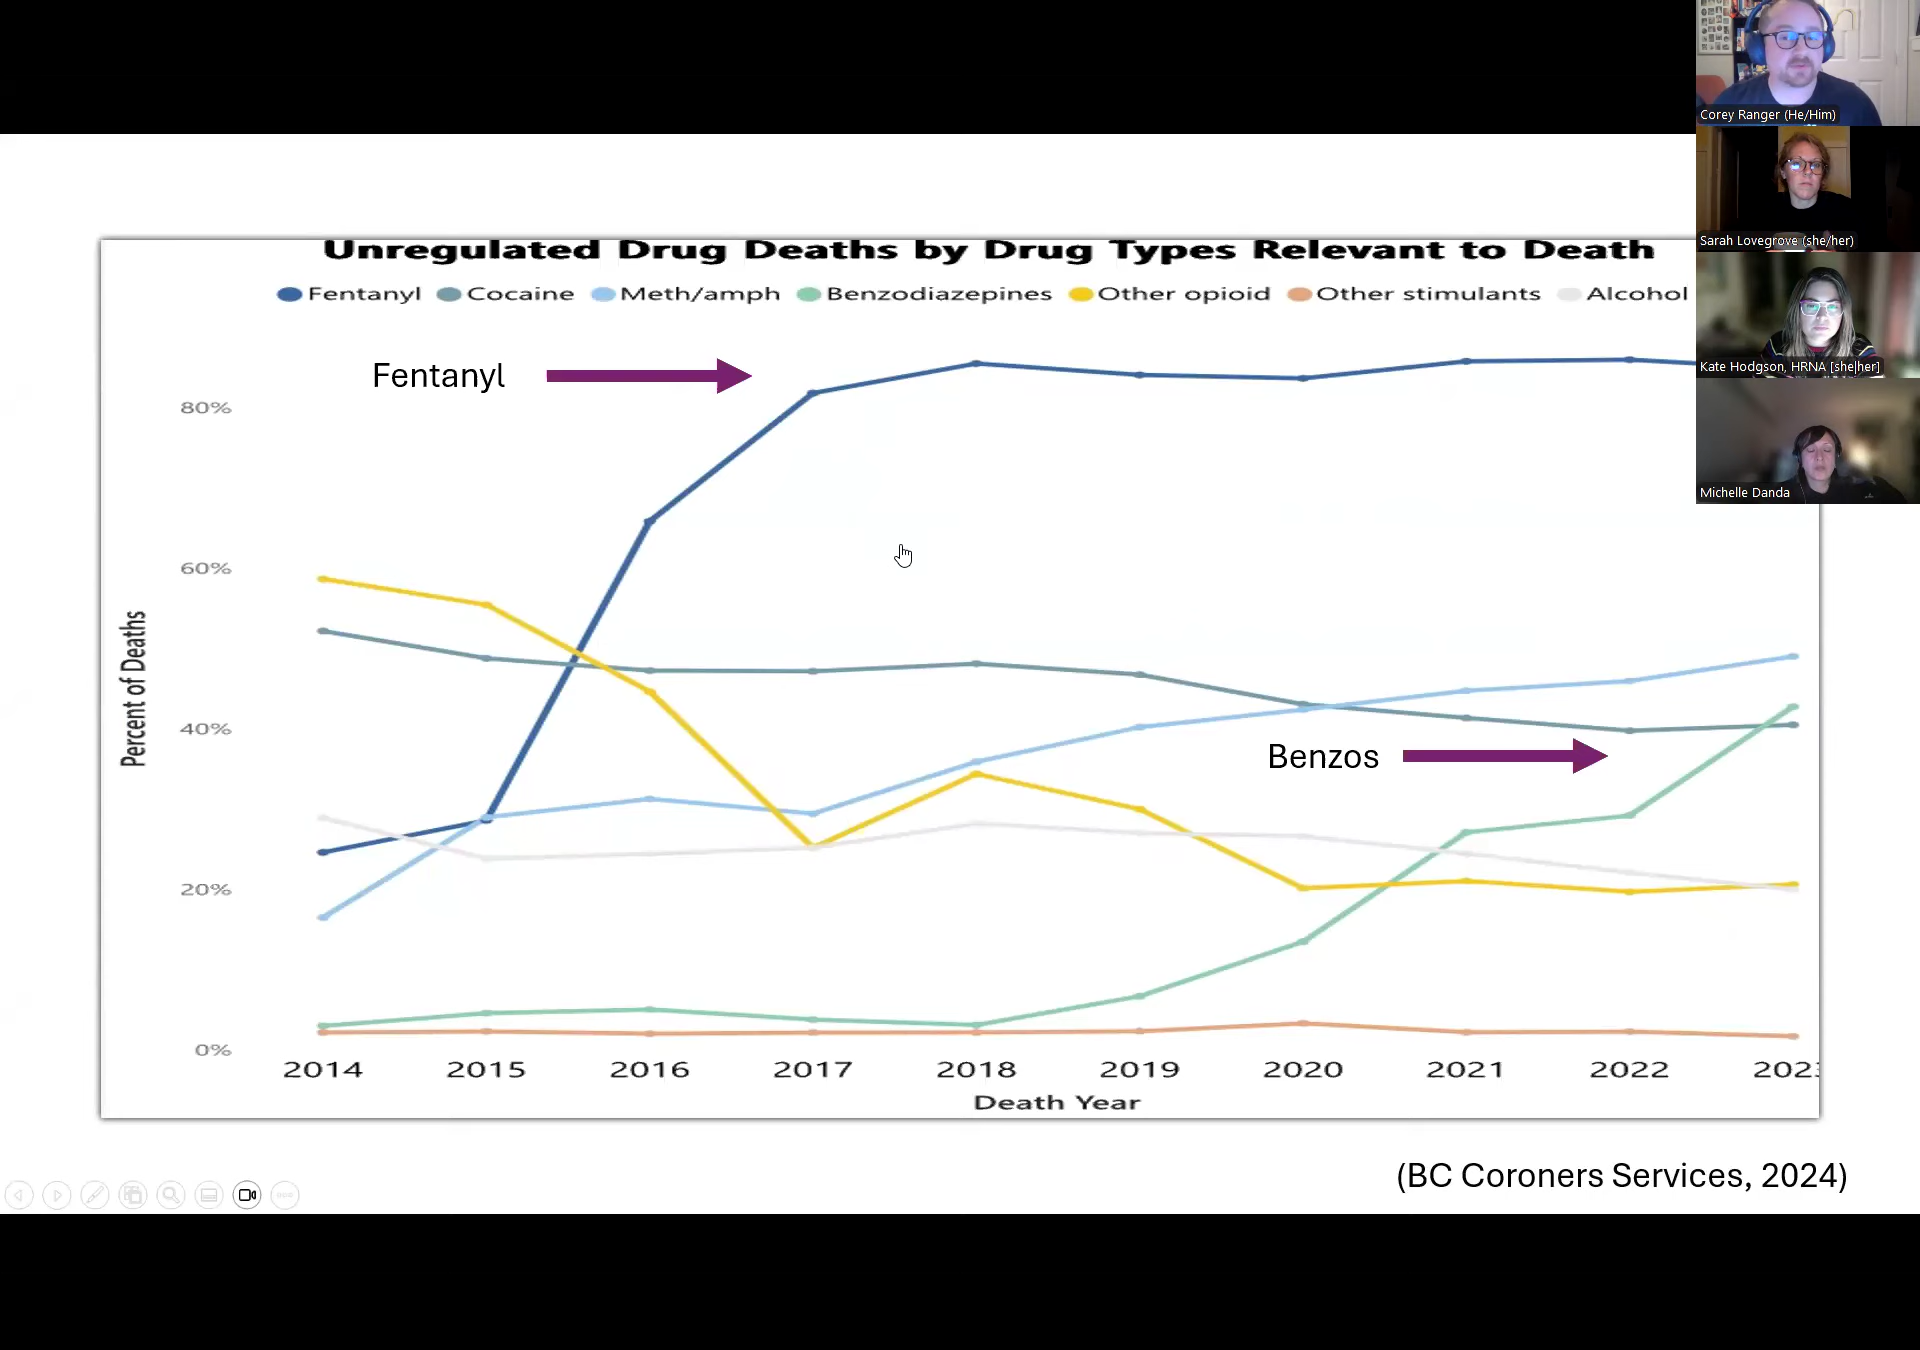 Corey Ranger (He/Him)
Sarah Lovegrove (she/her)
Kate Hodgson, HRNA [she|her]
Michelle Danda
Unregulated Drug Deaths by Drug Types Relevant to Death
Fentanyl Cocaine Meth/amph Benzodiazepines Other opioid Other stimulants Alcohol
Fentanyl
80%
60%
Percent of Deaths
40%
Benzos
20%
0%
2014 2015 2016 2017 2018 2019 2020 2021 2022
Death Year
(BC Coroners Services, 2024)